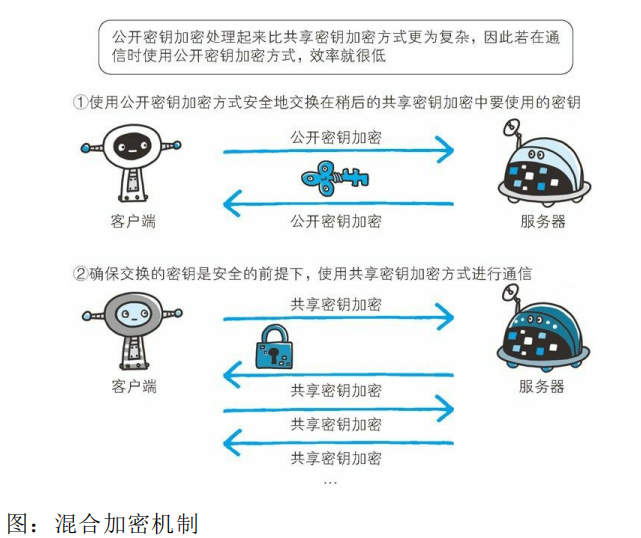 公开密钥加密处理起来比共享密钥加密方式更为复杂，因此若在通
信时使用公开密钥加密方式，效率就很低
①使用公开密钥加密方式安全地交换在稍后的共享密钥加密中要使用的密钥
公开密钥加密
公开密钥加密
客户端
服务器
②确保交换的密钥是安全的前提下，使用共享密钥加密方式进行通信
共享密钥加密
共享密钥加密
客户端
服务器
共享密钥加密
共享密钥加密
…
图：混合加密机制